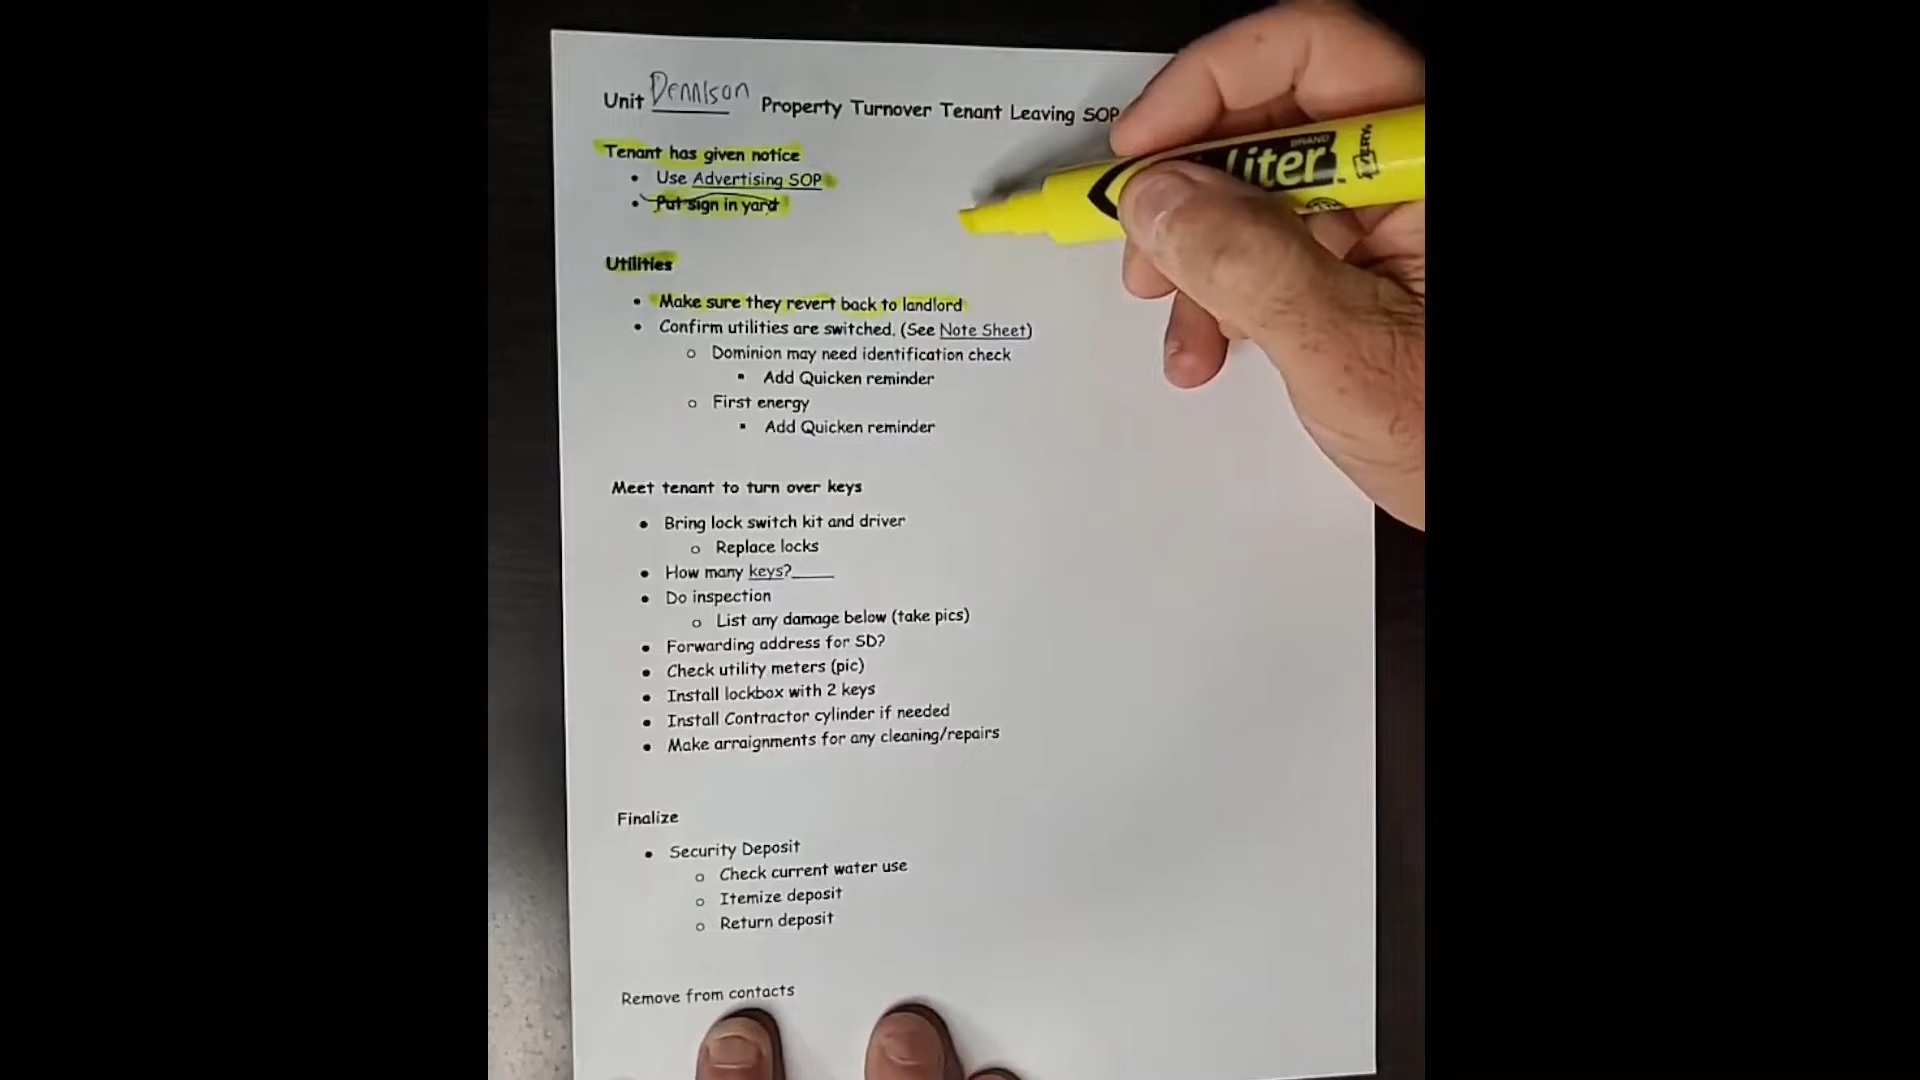 Unit Dennison Property Turnover Tenant Leaving SOP
Tenant has given notice
• Use Advertising SOP
• Put sign in yard
Utilities
• Make sure they revert back to landlord
• Confirm utilities are switched. (See Note Sheet)
o Dominion may need identification check
▪ Add Quicken reminder
o First energy
▪ Add Quicken reminder
Meet tenant to turn over keys
• Bring lock switch kit and driver
o Replace locks
• How many keys?_____
• Do inspection
o List any damage below (take pics)
• Forwarding address for SD?
• Check utility meters (pic)
• Install lockbox with 2 keys
• Install Contractor cylinder if needed
• Make arraignments for any cleaning/repairs
Finalize
• Security Deposit
o Check current water use
o Itemize deposit
o Return deposit
Remove from contacts
BRAND
Liter
AVERY